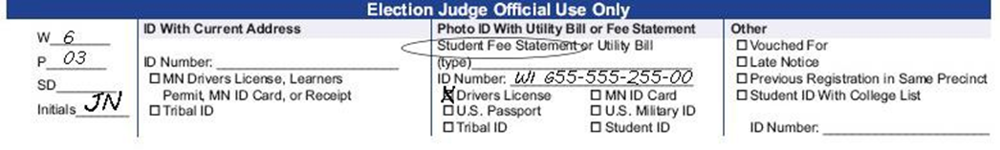 Election Judge Official Use Only
W 6
P 03
SD
Initials JN
ID With Current Address
ID Number:
MN Drivers License, Learners
Permit, MN ID Card, or Receipt
Tribal ID
Photo ID With Utility Bill or Fee Statement
Student Fee Statement or Utility Bill
(type)
ID Number: WI 655-555-255-00
Drivers License MN ID Card
U.S. Passport U.S. Military ID
Tribal ID Student ID
Other
Vouched For
Late Notice
Previous Registration in Same Precinct
Student ID With College List
ID Number: